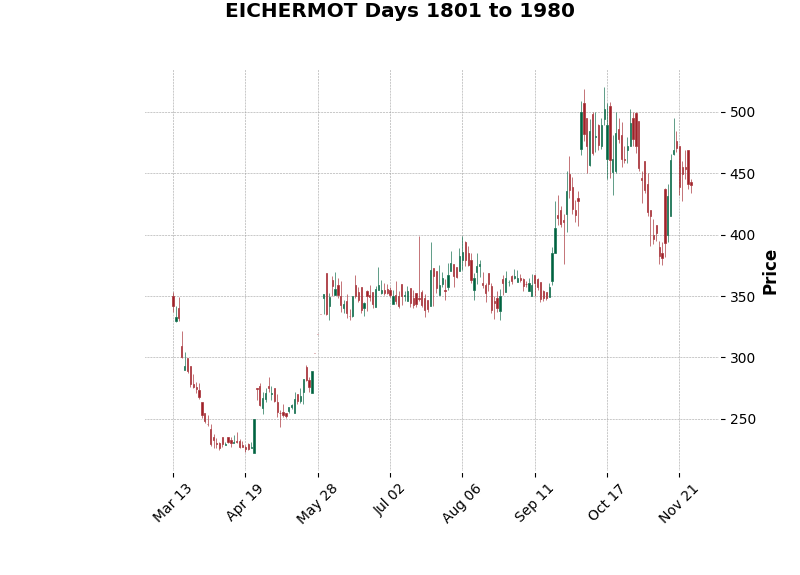 EICHERMOT Days 1801 to 1980
500
450
400
350
300
250
Price
Mar 13
Apr 19
May 28
Jul 02
Aug 06
Sep 11
Oct 17
Nov 21